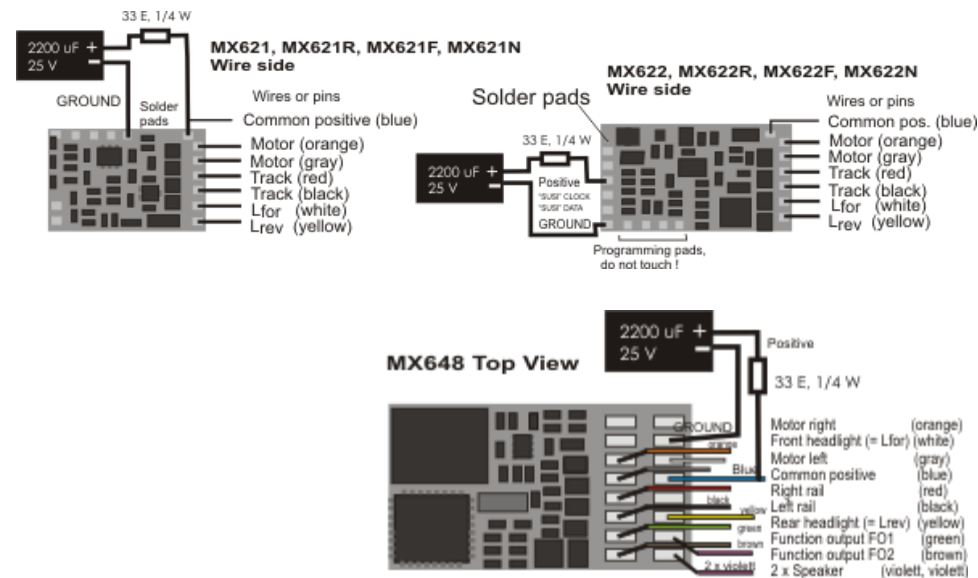 33 E, 1/4 W
2200 uF +
25 V –
GROUND
Solder
pads
MX621, MX621R, MX621F, MX621N
Wire side
Wires or pins
Common positive (blue)
Motor (orange)
Motor (gray)
Track (red)
Track (black)
Lfor (white)
Lrev (yellow)
MX622, MX622R, MX622F, MX622N
Wire side
Solder pads
33 E, 1/4 W
2200 uF +
25 V –
Positive
"SUSI" CLOCK
"SUSI" DATA
GROUND
Programming pads,
do not touch !
Wires or pins
Common pos. (blue)
Motor (orange)
Motor (gray)
Track (red)
Track (black)
Lfor (white)
Lrev (yellow)
MX648 Top View
2200 uF +
25 V –
Positive
33 E, 1/4 W
GROUND
orange
Blue
black
yellow
green
brown
2 x violett
Motor right (orange)
Front headlight (= Lfor) (white)
Motor left (gray)
Common positive (blue)
Right rail (red)
Left rail (black)
Rear headlight (= Lrev) (yellow)
Function output FO1 (green)
Function output FO2 (brown)
2 x Speaker (violett, violett)